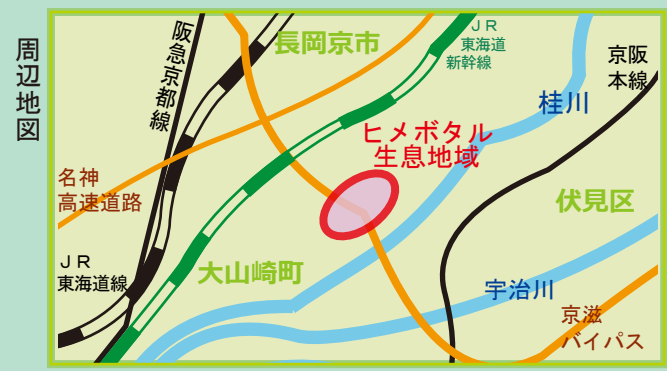 周辺地図
阪急京都線
長岡京市
JR
東海道
新幹線
京阪
本線
桂川
ヒメボタル
生息地域
名神
高速道路
伏見区
JR
東海道線
大山崎町
宇治川
京滋
バイパス